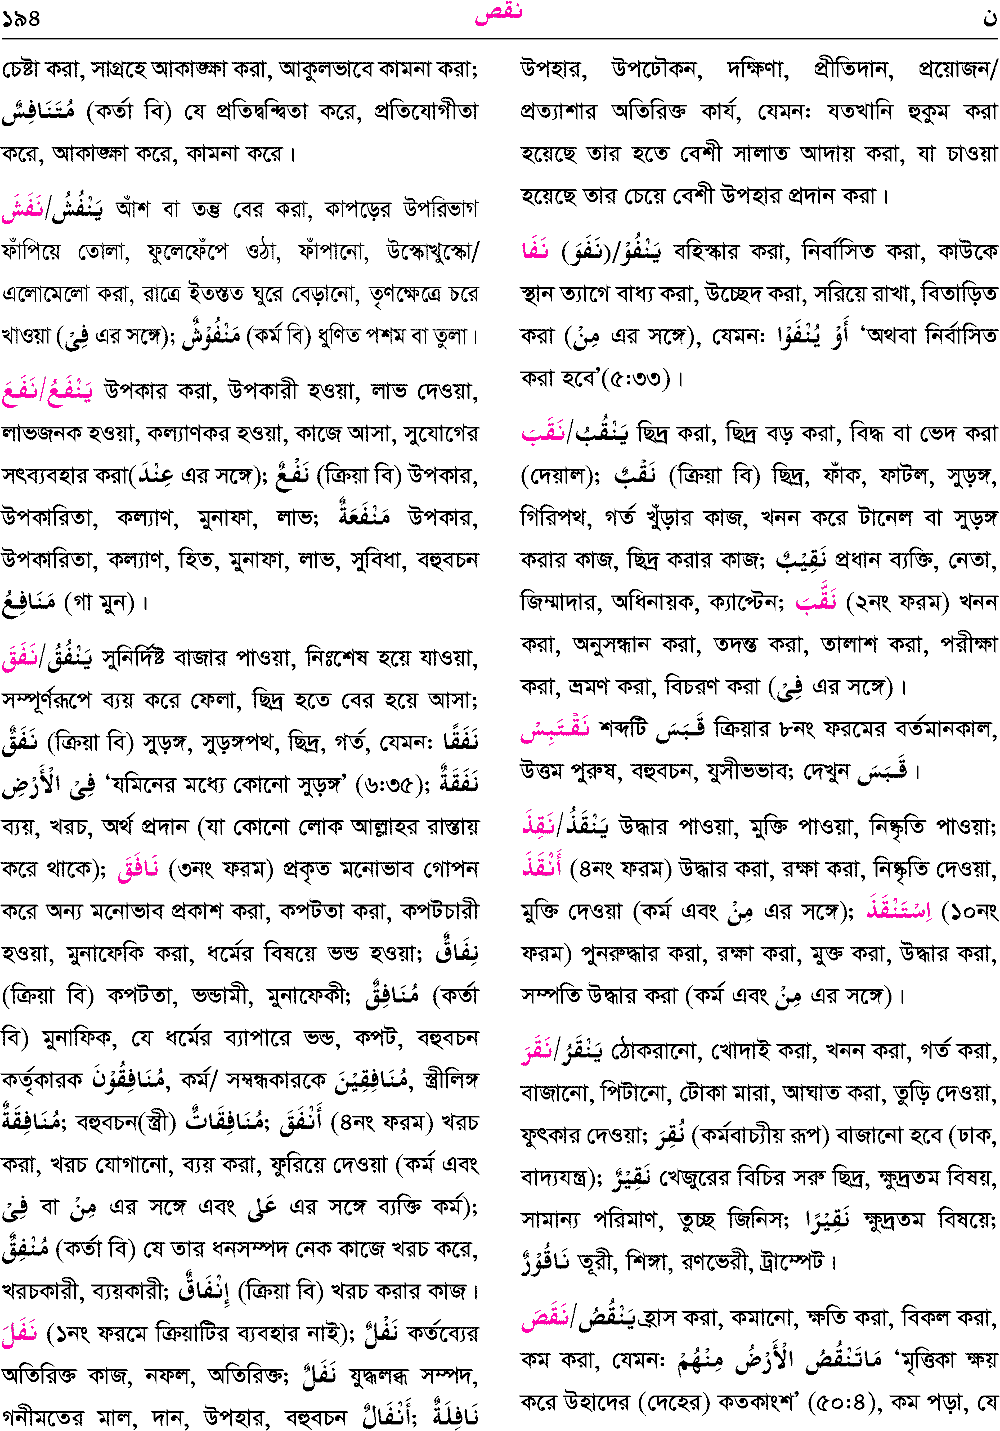 ১৯৪ نقص ن
চেষ্টা করা, সাগ্রহে আকাঙ্ক্ষা করা, আকুলভাবে কামনা করা;
مُتَنَافِسٌ (কর্তা বি) যে প্রতিদ্বন্দ্বিতা করে, প্রতিযোগীতা
করে, আকাঙ্ক্ষা করে, কামনা করে।
نَفَشَ/يَنْفُشُ আঁশ বা তন্তু বের করা, কাপড়ের উপরিভাগ
ফাঁপিয়ে তোলা, ফুলেফেঁপে ওঠা, ফাঁপানো, উস্কোখুস্কো/
এলোমেলো করা, রাত্রে ইতস্তত ঘুরে বেড়ানো, তৃণক্ষেত্রে চরে
খাওয়া (فِيْ এর সঙ্গে); مَنْفُوْشٌ (কর্ম বি) ধুণিত পশম বা তুলা।
نَفَعَ/يَنْفَعُ উপকার করা, উপকারী হওয়া, লাভ দেওয়া,
লাভজনক হওয়া, কল্যাণকর হওয়া, কাজে আসা, সুযোগের
সৎব্যবহার করা(عِنْدَ এর সঙ্গে); نَفْعٌ (ক্রিয়া বি) উপকার,
উপকারিতা, কল্যাণ, মুনাফা, লাভ; مَنْفَعَةٌ উপকার,
উপকারিতা, কল্যাণ, হিত, মুনাফা, লাভ, সুবিধা, বহুবচন
مَنَافِعُ (গা মুন)।
نَفَقَ/يَنْفُقُ সুনির্দিষ্ট বাজার পাওয়া, নিঃশেষ হয়ে যাওয়া,
সম্পূর্ণরূপে ব্যয় করে ফেলা, ছিদ্র হতে বের হয়ে আসা;
نَفَقٌ (ক্রিয়া বি) সুড়ঙ্গ, সুড়ঙ্গপথ, ছিদ্র, গর্ত, যেমন: نَفَقًا
فِيْ الْأَرْضِ ‘যমিনের মধ্যে কোনো সুড়ঙ্গ’ (৬:৩৫); نَفَقَةٌ
ব্যয়, খরচ, অর্থ প্রদান (যা কোনো লোক আল্লাহর রাস্তায়
করে থাকে); نَافَقَ (৩নং ফরম) প্রকৃত মনোভাব গোপন
করে অন্য মনোভাব প্রকাশ করা, কপটতা করা, কপটচারী
হওয়া, মুনাফেকি করা, ধর্মের বিষয়ে ভন্ড হওয়া; نِفَاقٌ
(ক্রিয়া বি) কপটতা, ভন্ডামী, মুনাফেকী; مُنَافِقٌ (কর্তা
বি) মুনাফিক, যে ধর্মের ব্যাপারে ভন্ড, কপট, বহুবচন
কর্তৃকারক مُنَافِقُوْنَ, কর্ম/ সম্বন্ধকারকে مُنَافِقِيْنَ, স্ত্রীলিঙ্গ
مُنَافِقَةٌ; বহুবচন(স্ত্রী) مُنَافِقَاتٌ; أَنْفَقَ (৪নং ফরম) খরচ
করা, খরচ যোগানো, ব্যয় করা, ফুরিয়ে দেওয়া (কর্ম এবং
فِيْ বা مِنْ এর সঙ্গে এবং عَلى এর সঙ্গে ব্যক্তি কর্ম);
مُنْفِقٌ (কর্তা বি) যে তার ধনসম্পদ নেক কাজে খরচ করে,
খরচকারী, ব্যয়কারী; إِنْفَاقٌ (ক্রিয়া বি) খরচ করার কাজ।
نَفَلَ (১নং ফরমে ক্রিয়াটির ব্যবহার নাই); نَفْلٌ কর্তব্যের
অতিরিক্ত কাজ, নফল, অতিরিক্ত; نَفَلٌ যুদ্ধলব্ধ সম্পদ,
গনীমতের মাল, দান, উপহার, বহুবচন أَنْفَالٌ; نَافِلَةٌ
উপহার, উপঢৌকন, দক্ষিণা, প্রীতিদান, প্রয়োজন/
প্রত্যাশার অতিরিক্ত কার্য, যেমন: যতখানি হুকুম করা
হয়েছে তার হতে বেশী সালাত আদায় করা, যা চাওয়া
হয়েছে তার চেয়ে বেশী উপহার প্রদান করা।
نَفَا (نَفَوَ)/يَنْفُوْ বহিস্কার করা, নির্বাসিত করা, কাউকে
স্থান ত্যাগে বাধ্য করা, উচ্ছেদ করা, সরিয়ে রাখা, বিতাড়িত
করা (مِنْ এর সঙ্গে), যেমন: أَوْ يُنْفَوْا ‘অথবা নির্বাসিত
করা হবে’(৫:৩৩)।
نَقَبَ/يَنْقُبُ ছিদ্র করা, ছিদ্র বড় করা, বিদ্ধ বা ভেদ করা
(দেয়াল); نَقْبٌ (ক্রিয়া বি) ছিদ্র, ফাঁক, ফাটল, সুড়ঙ্গ,
গিরিপথ, গর্ত খুঁড়ার কাজ, খনন করে টানেল বা সুড়ঙ্গ
করার কাজ, ছিদ্র করার কাজ; نَقِيْبٌ প্রধান ব্যক্তি, নেতা,
জিম্মাদার, অধিনায়ক, ক্যাপ্টেন; نَقَّبَ (২নং ফরম) খনন
করা, অনুসন্ধান করা, তদন্ত করা, তালাশ করা, পরীক্ষা
করা, ভ্রমণ করা, বিচরণ করা (فِيْ এর সঙ্গে)।
نَقْتَبِسْ শব্দটি قَبَسَ ক্রিয়ার ৮নং ফরমের বর্তমানকাল,
উত্তম পুরুষ, বহুবচন, যুসীভভাব; দেখুন قَبَسَ।
نَقِذَ/يَنْقَذُ উদ্ধার পাওয়া, মুক্তি পাওয়া, নিষ্কৃতি পাওয়া;
أَنْقَذَ (৪নং ফরম) উদ্ধার করা, রক্ষা করা, নিষ্কৃতি দেওয়া,
মুক্তি দেওয়া (কর্ম এবং مِنْ এর সঙ্গে); اِسْتَنْقَذَ (১০নং
ফরম) পুনরুদ্ধার করা, রক্ষা করা, মুক্ত করা, উদ্ধার করা,
সম্পতি উদ্ধার করা (কর্ম এবং مِنْ এর সঙ্গে)।
نَقَرَ/يَنْقَرُ ঠোকরানো, খোদাই করা, খনন করা, গর্ত করা,
বাজানো, পিটানো, টোকা মারা, আঘাত করা, তুড়ি দেওয়া,
ফুৎকার দেওয়া; نُقِرَ (কর্মবাচ্যীয় রূপ) বাজানো হবে (ঢাক,
বাদ্যযন্ত্র); نَقِيْرٌ খেজুরের বিচির সরু ছিদ্র, ক্ষুদ্রতম বিষয়,
সামান্য পরিমাণ, তুচ্ছ জিনিস; نَقِيْرًا ক্ষুদ্রতম বিষয়ে;
نَاقُوْرٌ তূরী, শিঙ্গা, রণভেরী, ট্রাম্পেট।
نَقَصَ/يَنْقُصُ হ্রাস করা, কমানো, ক্ষতি করা, বিকল করা,
কম করা, যেমন: مَاتَنْقُصُ الْأَرْضُ مِنْهُمْ ‘মৃত্তিকা ক্ষয়
করে উহাদের (দেহের) কতকাংশ’ (৫০:৪), কম পড়া, যে